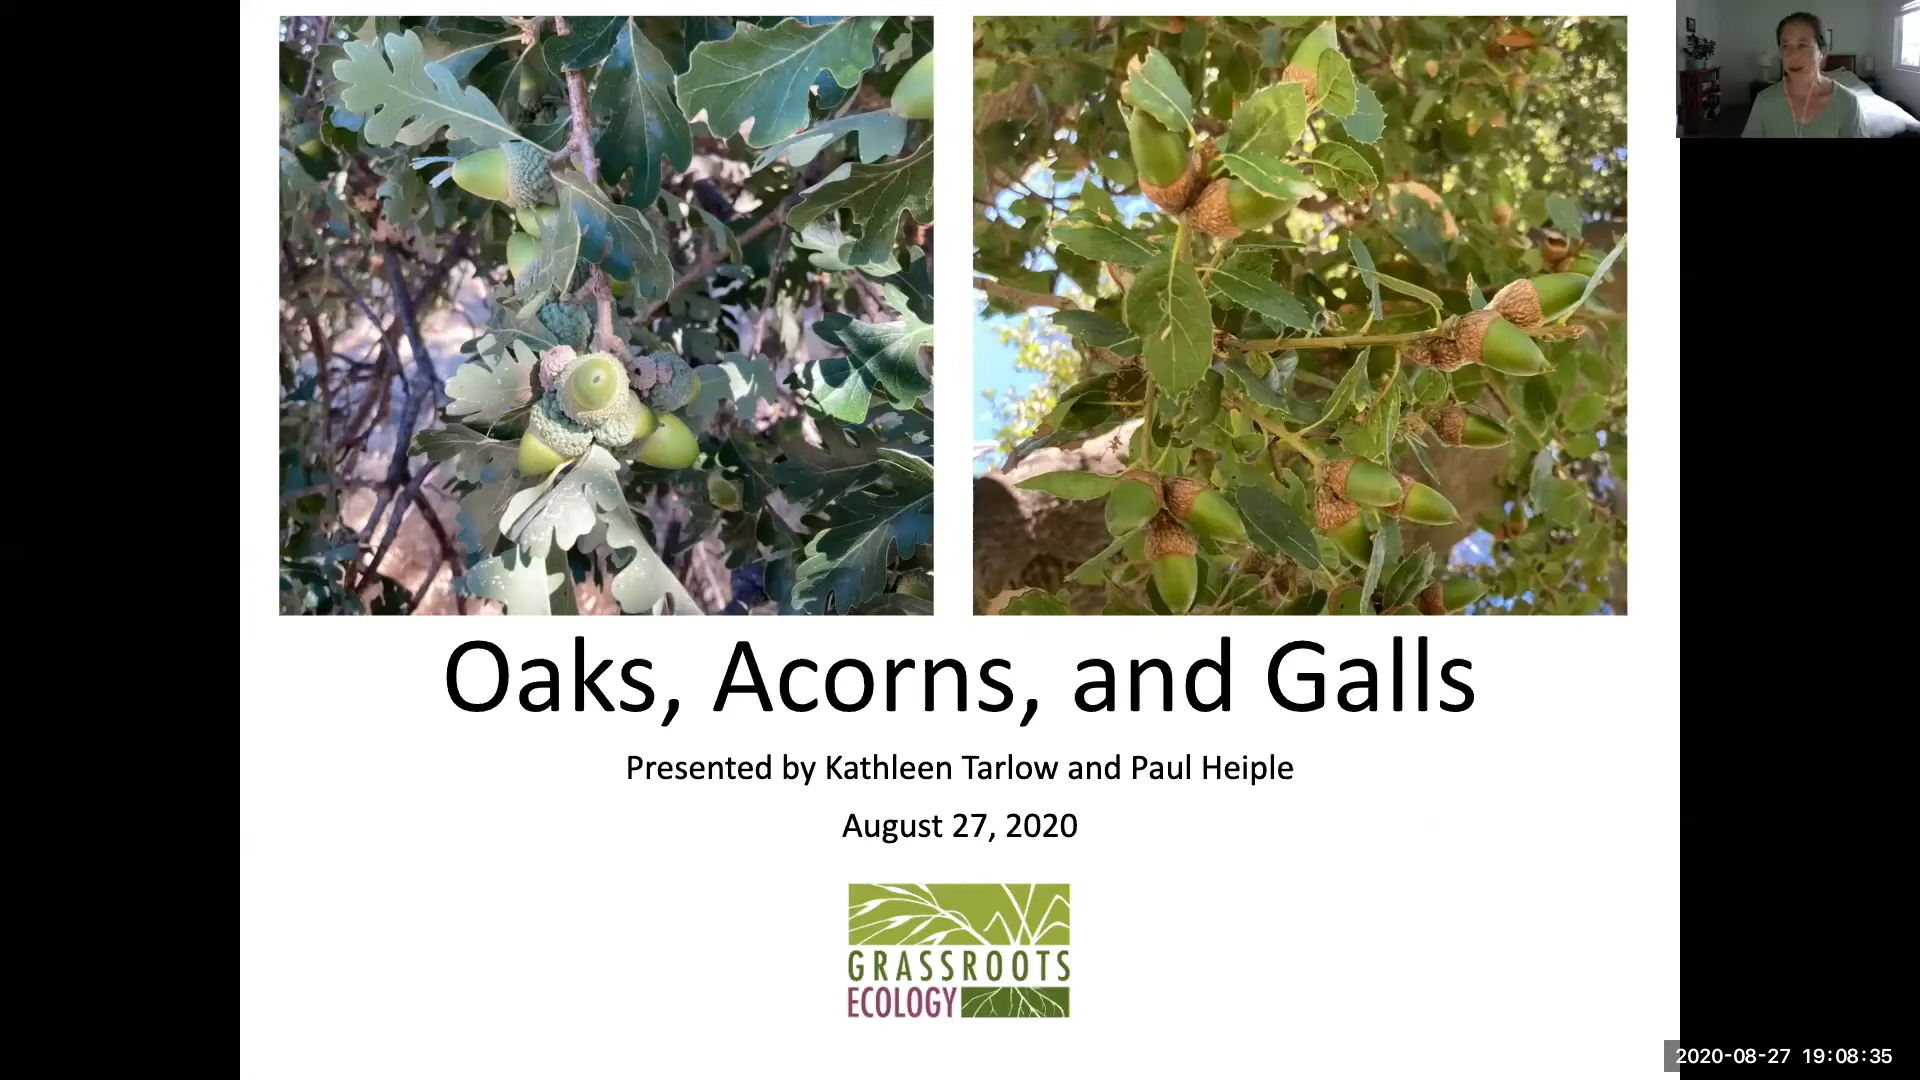 Oaks, Acorns, and Galls
Presented by Kathleen Tarlow and Paul Heiple
August 27, 2020
GRASSROOTS
ECOLOGY
2020-08-27 19:08:35